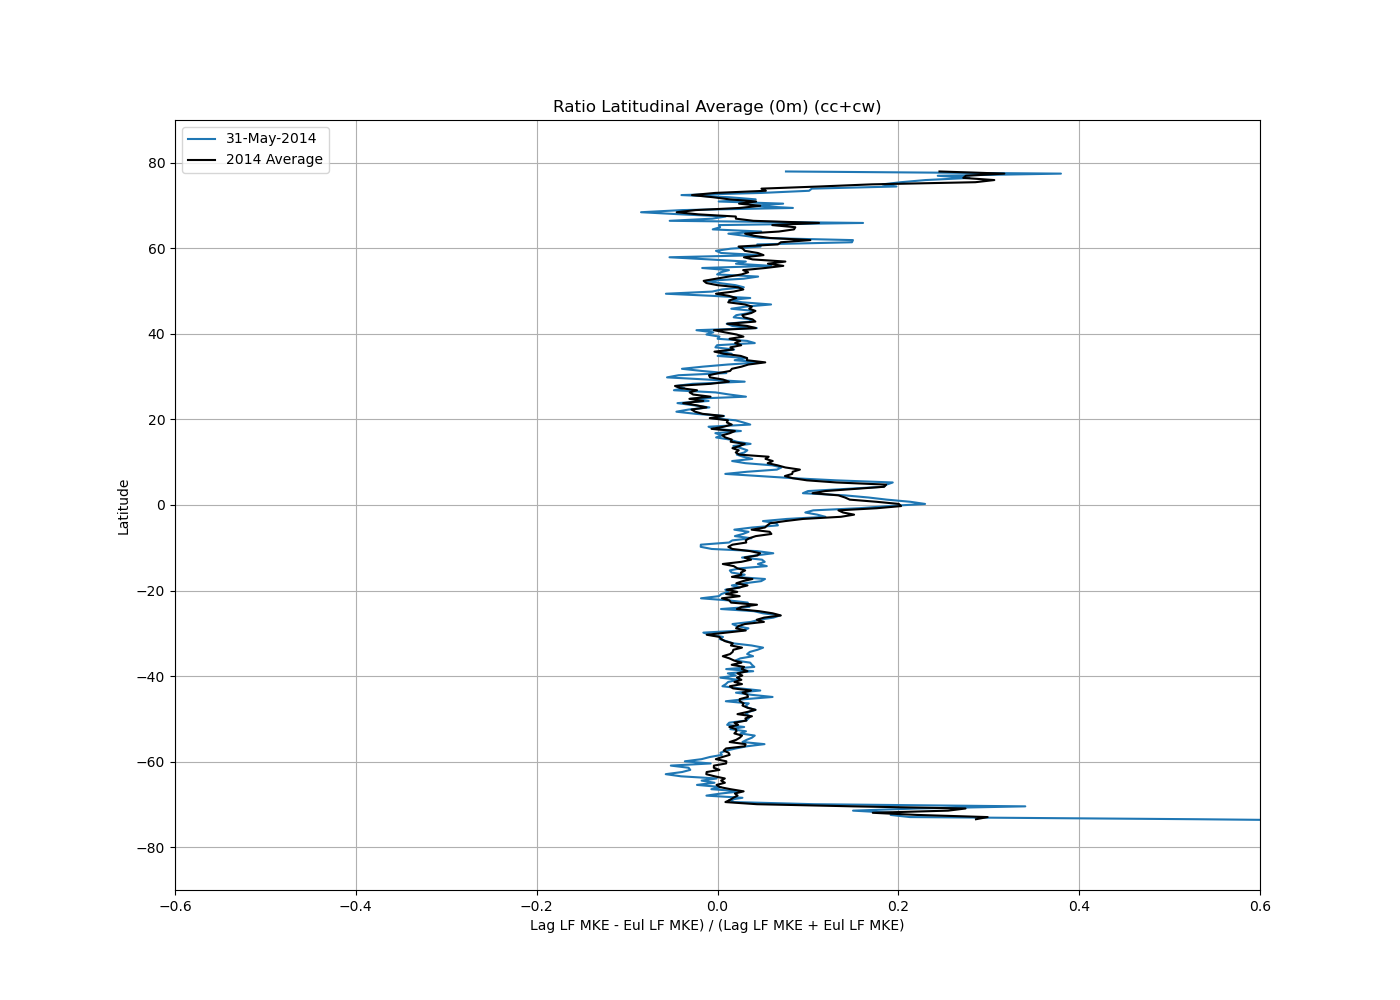 Ratio Latitudinal Average (0m) (cc+cw)
31-May-2014
2014 Average
80
60
40
20
0
−20
−40
−60
−80
Latitude
−0.6 −0.4 −0.2 0.0 0.2 0.4 0.6
Lag LF MKE - Eul LF MKE) / (Lag LF MKE + Eul LF MKE)